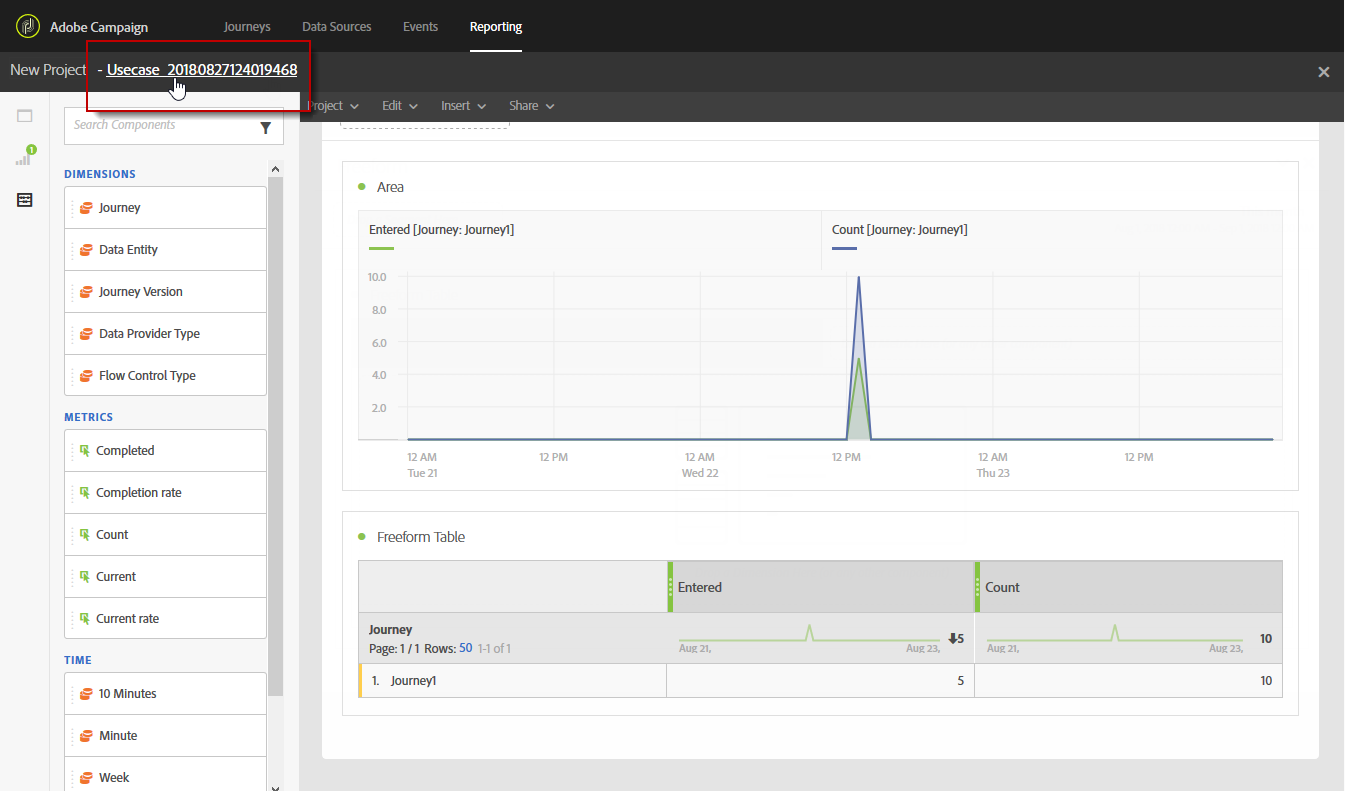 Adobe Campaign Journeys Data Sources Events Reporting
New Project - Usecase_20180827124019468
Project Edit Insert Share
Search Components
1
DIMENSIONS
Journey
Data Entity
Journey Version
Data Provider Type
Flow Control Type
METRICS
Completed
Completion rate
Count
Current
Current rate
TIME
10 Minutes
Minute
Week
Area
Entered [Journey: Journey1] Count [Journey: Journey1]
10.0
8.0
6.0
4.0
2.0
12 AM 12 PM 12 AM 12 PM 12 AM 12 PM
Tue 21 Wed 22 Thu 23
Freeform Table
Entered Count
Journey
Page: 1 / 1 Rows: 50 1-1 of 1
Aug 21, Aug 23, 5 Aug 21, Aug 23, 10
1. Journey1 5 10